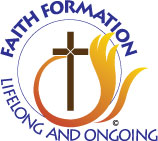 FAITH FORMATION
LIFELONG AND ONGOING
©